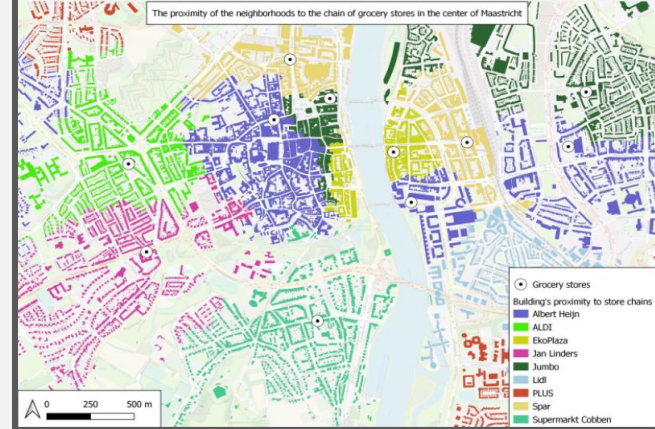 The proximity of the neighborhoods to the chain of grocery stores in the center of Maastricht
Grocery stores
Building's proximity to store chains
Albert Heijn
ALDI
EkoPlaza
Jan Linders
Jumbo
Lidl
PLUS
Spar
Supermarkt Cobben
0 250 500 m